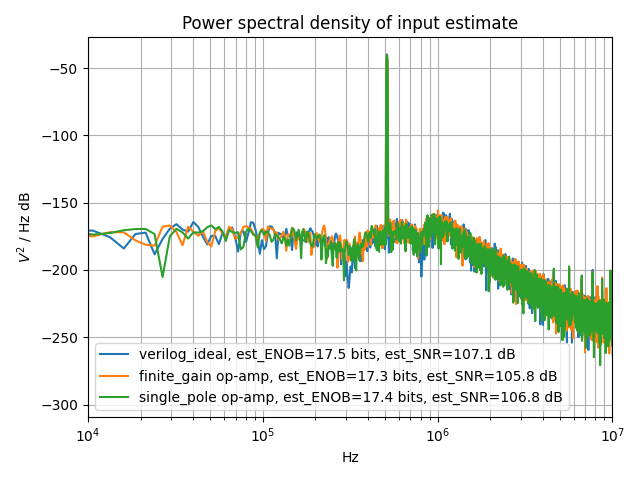 Power spectral density of input estimate
V² / Hz dB
−50
−100
−150
−200
−250
−300
verilog_ideal, est_ENOB=17.5 bits, est_SNR=107.1 dB
finite_gain op-amp, est_ENOB=17.3 bits, est_SNR=105.8 dB
single_pole op-amp, est_ENOB=17.4 bits, est_SNR=106.8 dB
10⁴ 10⁵ 10⁶ 10⁷
Hz